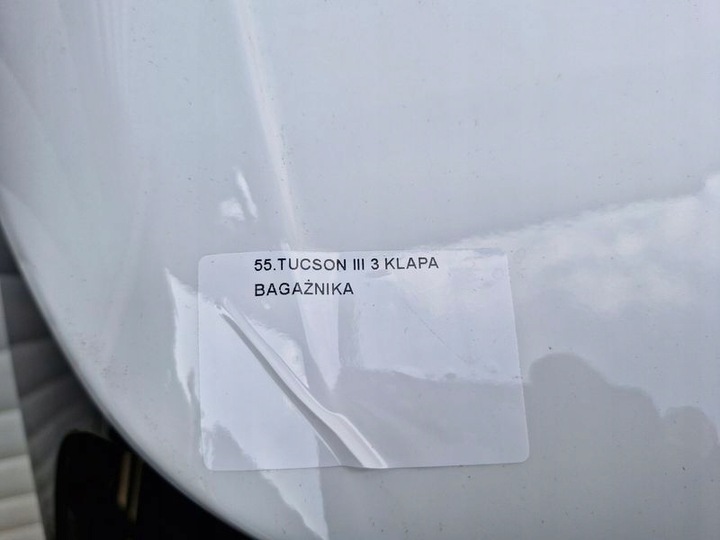 55.TUCSON III 3 KLAPA
BAGAŻNIKA